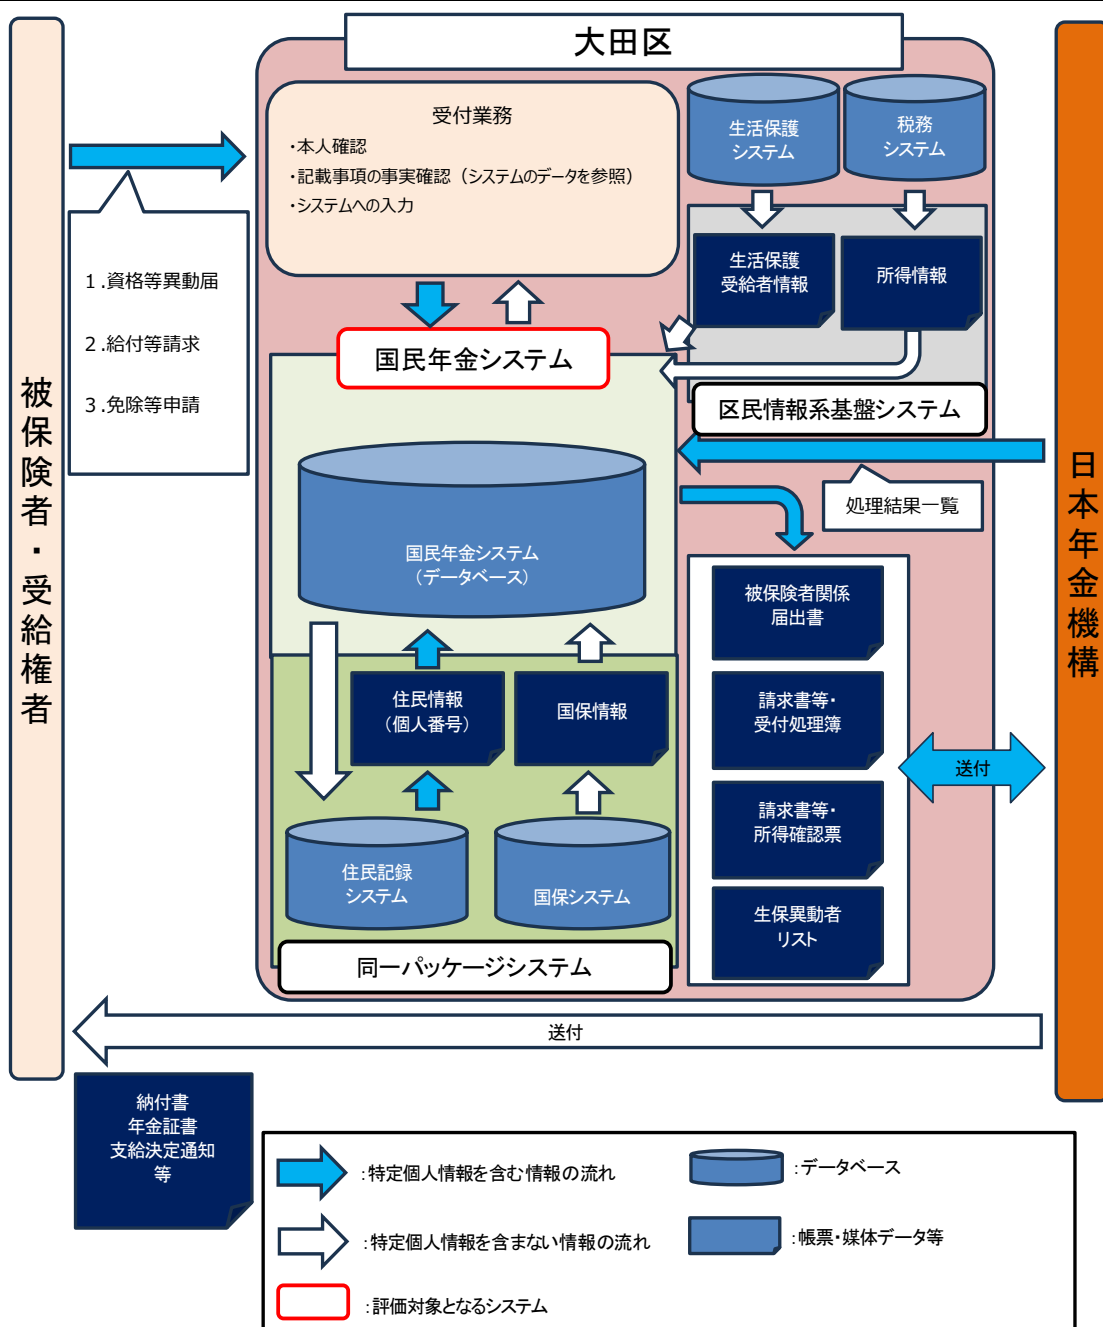 大田区
被保険者・受給権者
日本年金機構
受付業務
・本人確認
・記載事項の事実確認（システムのデータを参照）
・システムへの入力
生活保護
システム
税務
システム
1.資格等異動届
2.給付等請求
3.免除等申請
生活保護
受給者情報
所得情報
国民年金システム
区民情報系基盤システム
処理結果一覧
国民年金システム
（データベース）
被保険者関係
届出書
住民情報
（個人番号）
国保情報
請求書等・
受付処理簿
送付
請求書等・
所得確認票
住民記録
システム
国保システム
生保異動者
リスト
同一パッケージシステム
送付
納付書
年金証書
支給決定通知
等
:特定個人情報を含む情報の流れ
:データベース
:特定個人情報を含まない情報の流れ
:帳票・媒体データ等
:評価対象となるシステム